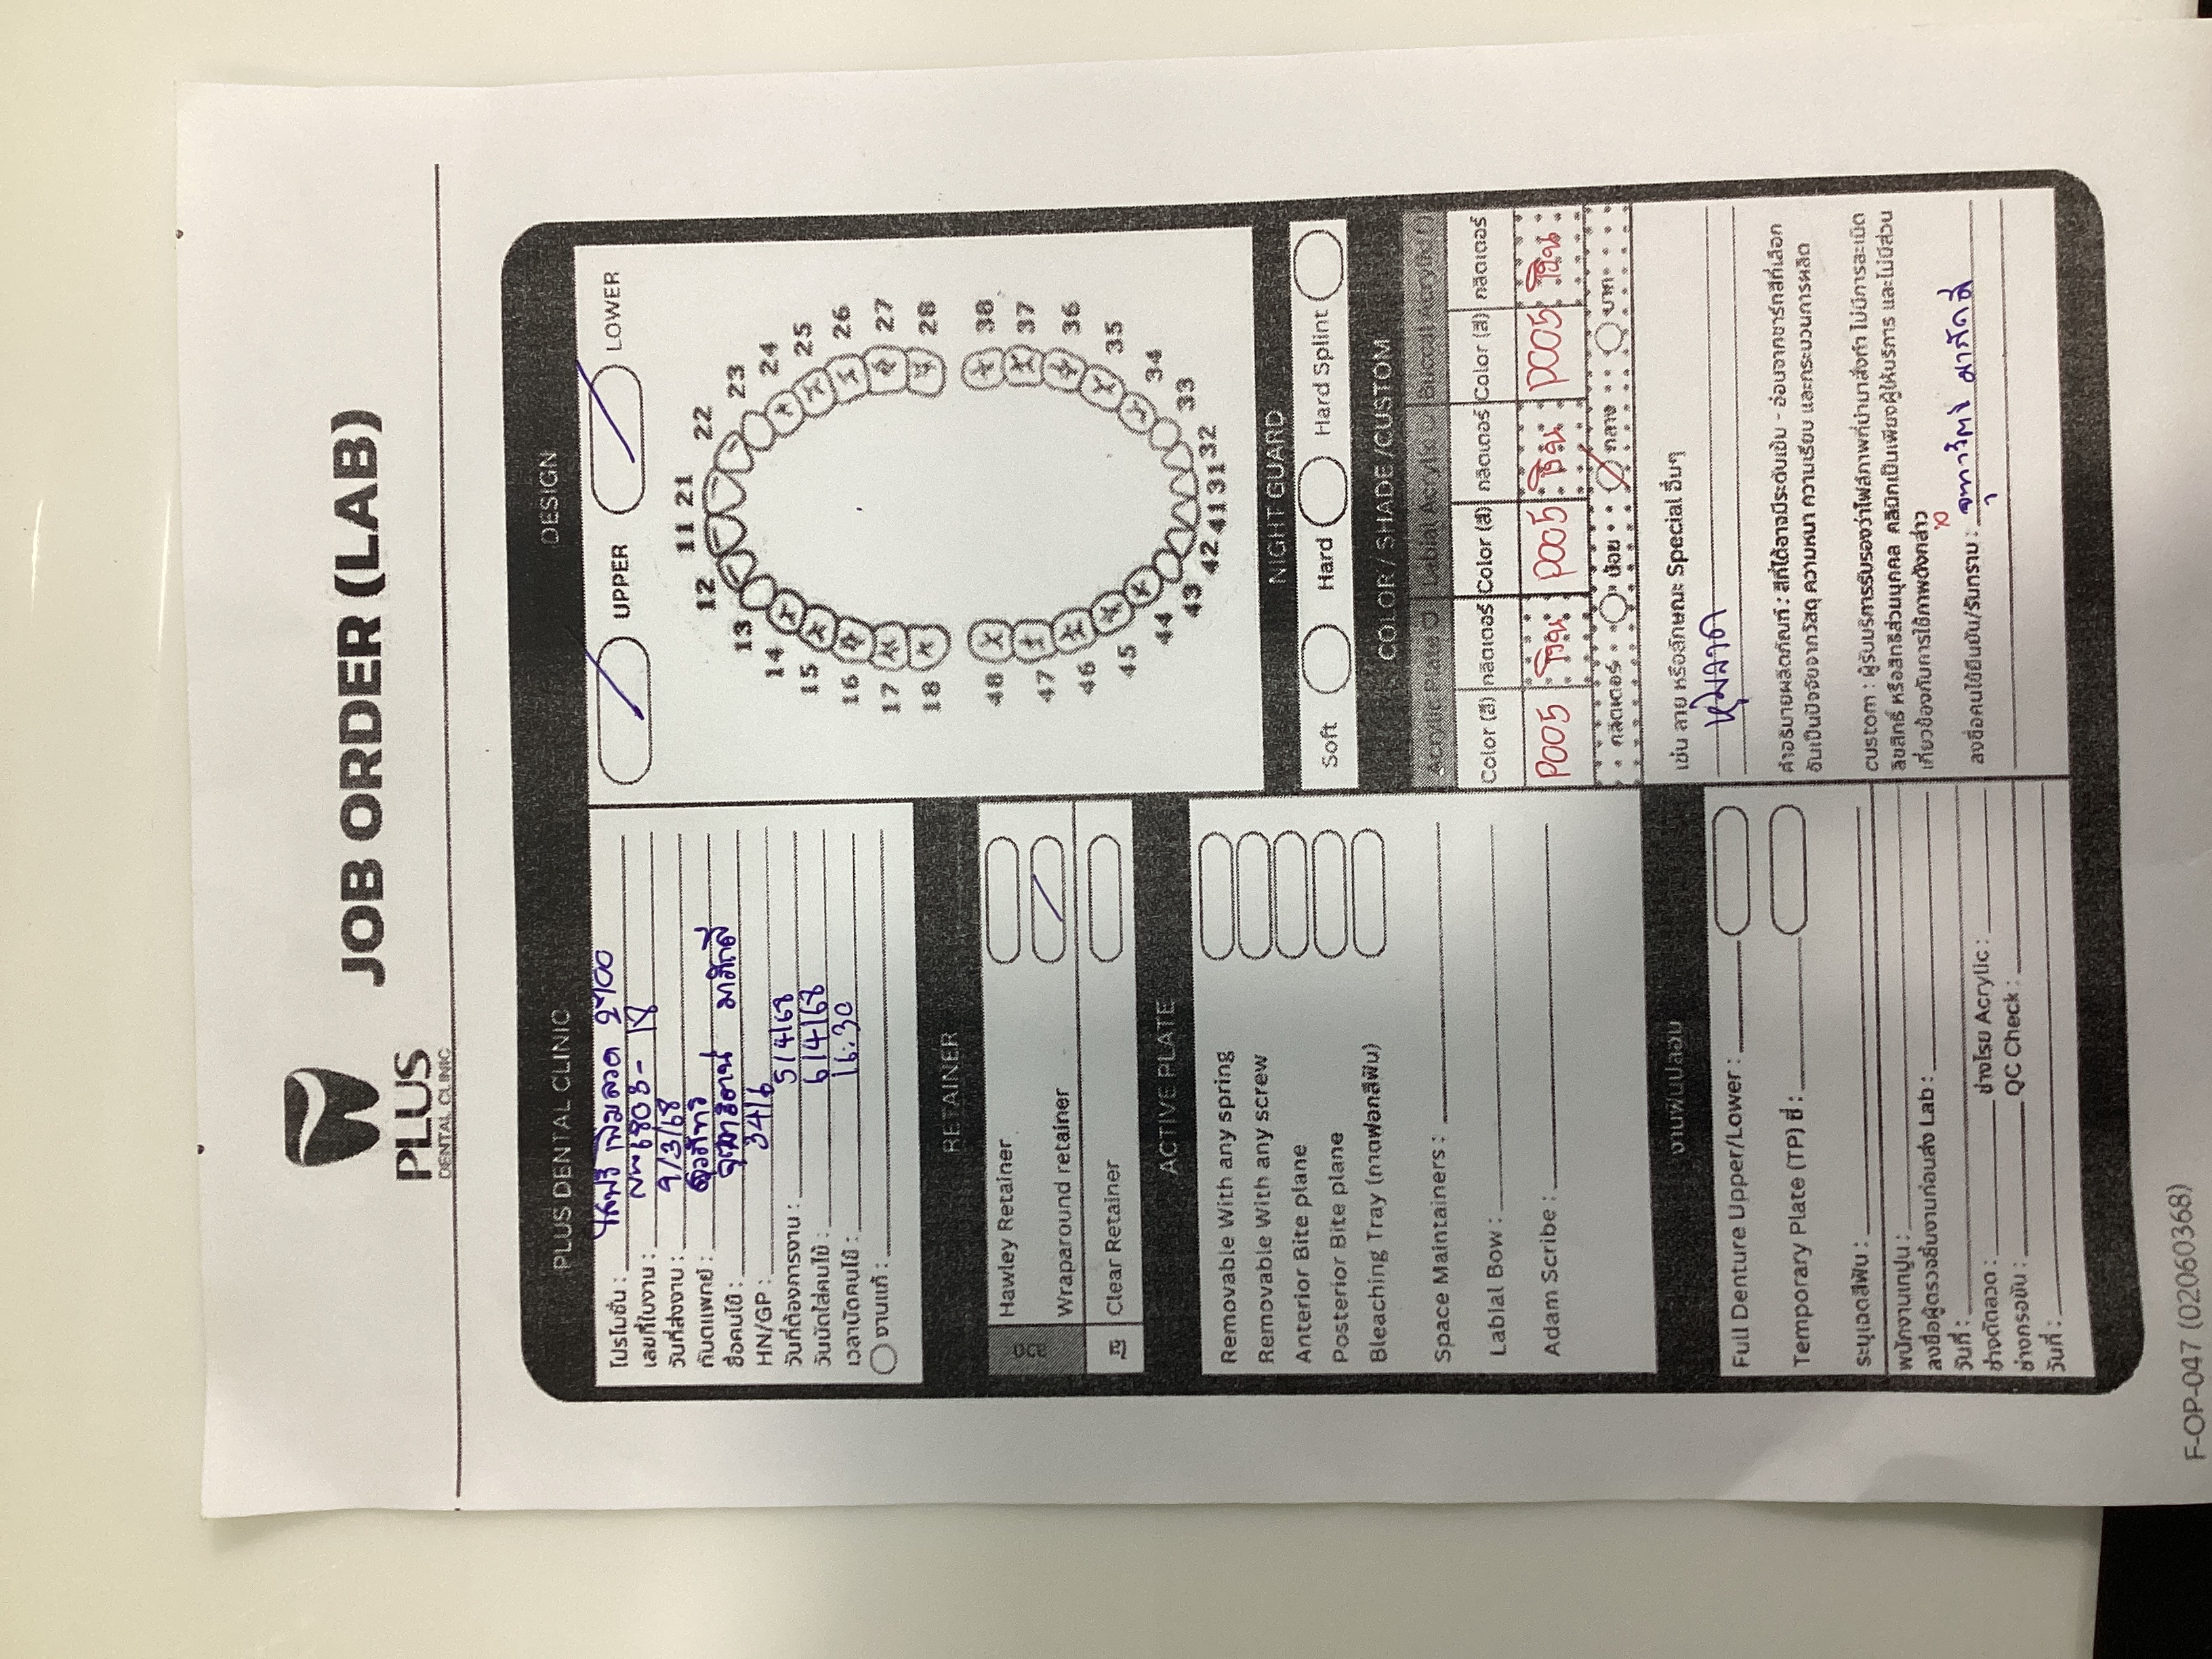 PLUS
DENTAL CLINIC
JOB ORDER (LAB)
PLUS DENTAL CLINIC
โปรโมชั่น : เพิ่มลวด 2700
เลขที่ใบงาน : 6803-18
วันที่ส่งงาน : 9/3/68
ทันตแพทย์ :
ชื่อคนไข้ : มาภักดี
HN/GP : 3416
วันที่ต้องการงาน : 5/4/68
วันนัดใส่คนไข้ : 6/4/68
เวลานัดคนไข้ : 16:30
งานแก้ :
RETAINER
ลวด
Hawley Retainer
Wraparound retainer
ใส
Clear Retainer
ACTIVE PLATE
Removable With any spring
Removable With any screw
Anterior Bite plane
Posterior Bite plane
Bleaching Tray (ถาดฟอกสีฟัน)
Space Maintainers :
Labial Bow :
Adam Scribe :
งานฟันปลอม
Full Denture Upper/Lower :
Temporary Plate (TP) ซี่ :
ระบุเฉดสีฟัน :
พนักงานเทปูน :
ลงชื่อผู้ตรวจชิ้นงานก่อนส่ง Lab :
วันที่ :
ช่างดัดลวด : ช่างโรย Acrylic :
ช่างกรอขัน : QC Check :
วันที่ :
DESIGN
UPPER LOWER
11 21
12 22
13 23
14 24
15 25
16 26
17 27
18 28
48 38
47 37
46 36
45 35
44 34
43 33
42 41 31 32
NIGHT GUARD
Soft Hard Hard Splint
COLOR / SHADE /CUSTOM
Acrylic Plate Labial Acrylic Buccal Acrylic
Color (สี) กลิตเตอร์ Color (สี) กลิตเตอร์ Color (สี) กลิตเตอร์
P005 P005 P005
กลิตเตอร์ น้อย กลาง มาก
เช่น ลาย หรือลักษณะ Special อื่นๆ
หุ้มลวด
คำอธิบายผลิตภัณฑ์ : สีที่ได้อาจมีระดับเข้ม - อ่อนจากชาร์ทสีที่เลือก
อันเป็นปัจจัยจากวัสดุ ความหนา ความเรียบ และกระบวนการผลิต
custom : ผู้รับบริการรับรองว่าไฟล์ภาพที่นำมาสั่งทำ ไม่มีการละเมิด
ลิขสิทธิ์ หรือสิทธิส่วนบุคคล คลินิกเป็นเพียงผู้ให้บริการ และไม่มีส่วน
เกี่ยวข้องกับการใช้ภาพดังกล่าว
ลงชื่อคนไข้ยืนยัน/รับทราบ : มาภักดี
F-OP-047 (02060368)